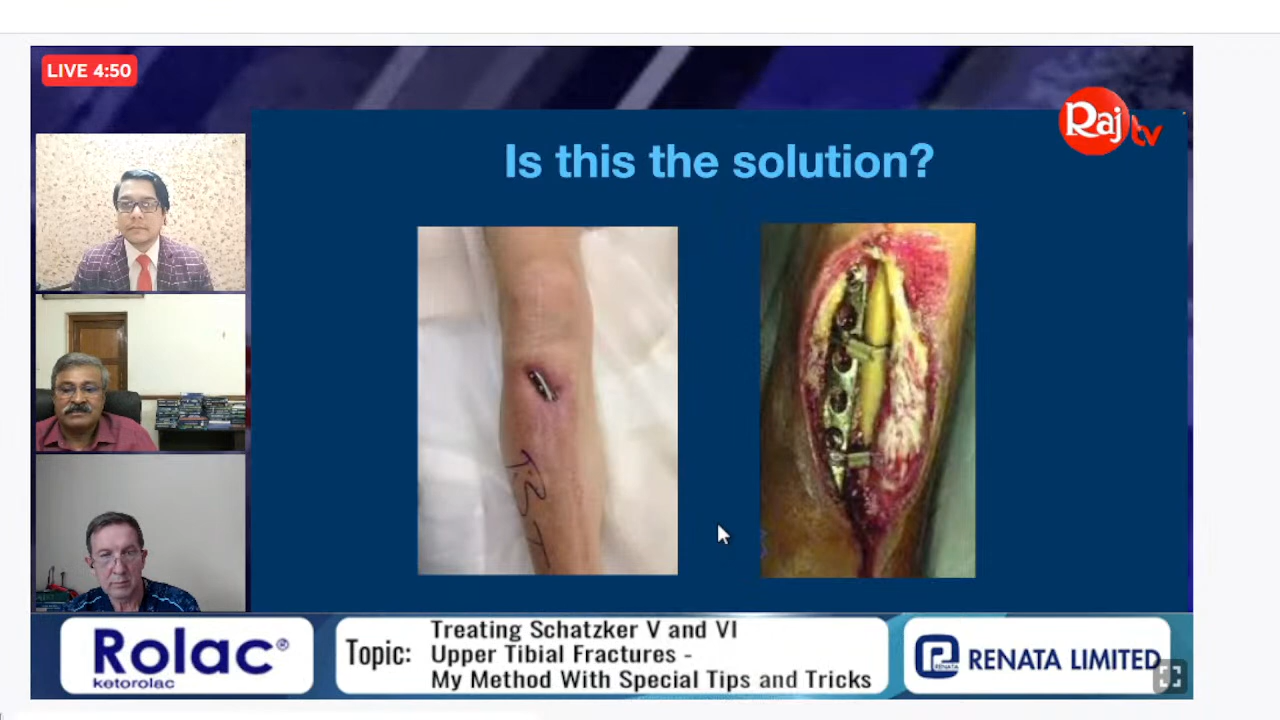 LIVE 4:50
Raj tv
Is this the solution?
Rolac®
ketorolac
Topic:
Treating Schatzker V and VI
Upper Tibial Fractures -
My Method With Special Tips and Tricks
RENATA
RENATA LIMITED